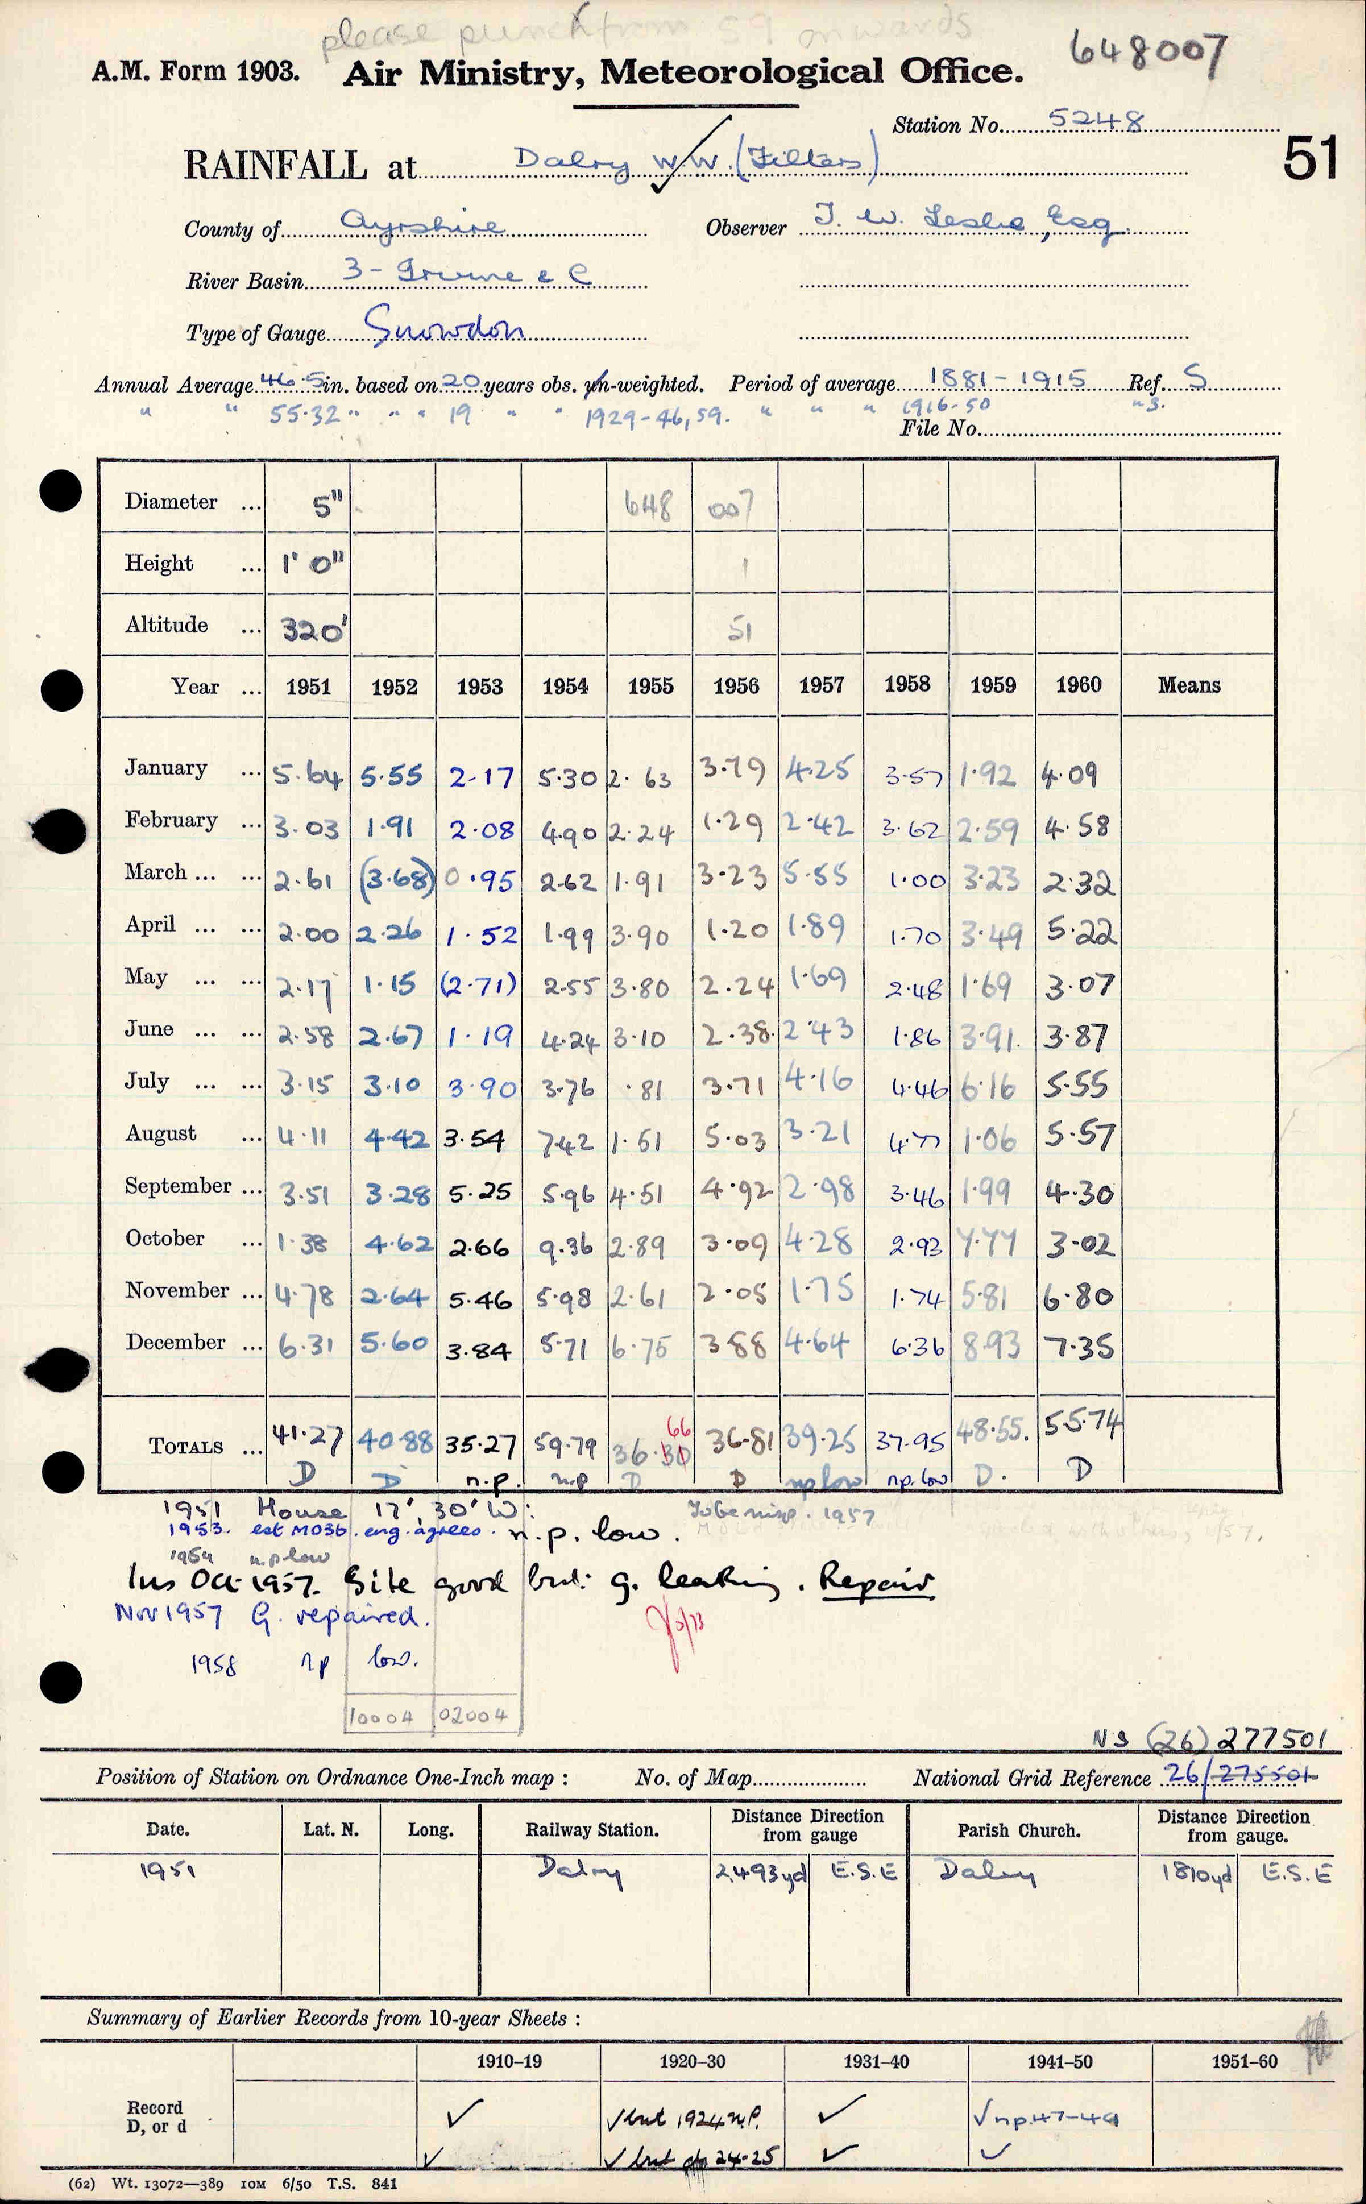 please punch from 59 onwards
648007
A.M. Form 1903. Air Ministry, Meteorological Office.
Station No. 5248
51
RAINFALL at Dalry W.W. (Filters)
County of Ayrshire Observer J. W. Leslie, Esq.
River Basin 3 - Irvine & C
Type of Gauge Snowdon
Annual Average 46.5 in. based on 20 years obs. un-weighted. Period of average 1881-1915 Ref. S
" " 55.32 " " " 19 " " 1929-46, 59. " " " 1916-50 " 3.
File No.
Diameter ... 5" 648 007
Height ... 1' 0" 1
Altitude ... 320' 51
Year ... 1951 1952 1953 1954 1955 1956 1957 1958 1959 1960 Means
January ... 5.64 5.55 2.17 5.30 2.63 3.79 4.25 3.57 1.92 4.09
February ... 3.03 1.91 2.08 4.90 2.24 1.29 2.42 3.62 2.59 4.58
March ... ... 2.61 (3.68) 0.95 2.62 1.91 3.23 5.55 1.00 3.23 2.32
April ... ... 2.00 2.26 1.52 1.99 3.90 1.20 1.89 1.70 3.49 5.22
May ... ... 2.17 1.15 (2.71) 2.55 3.80 2.24 1.69 2.48 1.69 3.07
June ... ... 2.58 2.67 1.19 4.24 3.10 2.38 2.43 1.86 3.91 3.87
July ... ... 3.15 3.10 3.90 3.76 .81 3.71 4.16 4.46 6.16 5.55
August ... 4.11 4.42 3.54 7.42 1.51 5.03 3.21 4.77 1.06 5.57
September ... 3.51 3.28 5.25 5.96 4.51 4.92 2.98 3.46 1.99 4.30
October ... 1.38 4.62 2.66 9.36 2.89 3.09 4.28 2.93 7.77 3.02
November ... 4.78 2.64 5.46 5.98 2.61 2.05 1.75 1.74 5.81 6.80
December ... 6.31 5.60 3.84 5.71 6.75 3.88 4.64 6.36 8.93 7.35
66
TOTALS ... 41.27 40.88 35.27 59.79 36.30 36.81 39.25 37.95 48.55. 55.74
D D n.p. n.p D D np low np. low D. D
1951 House 17', 30' W: To be insp. 1957
1953. est MO3b. eng. agrees. n.p. low.
1954 n.p low
Ins Oct 1957. Site good but g. leaking. Repair
Nov 1957 G. repaired.
1958 np low.
10004 02004
NS (26) 277501
Position of Station on Ordnance One-Inch map : No. of Map National Grid Reference 26/275501
Date. Lat. N. Long. Railway Station. Distance Direction from gauge Parish Church. Distance Direction from gauge.
1951 Dalry 2493yd E.S.E Dalry 1810yd E.S.E
Summary of Earlier Records from 10-year Sheets :
1910–19 1920–30 1931–40 1941–50 1951–60
Record D, or d ✓ ✓ but 1924 n.p. ✓ ✓ np 47-49
✓ ✓ but do 24-25 ✓ ✓
(62) Wt. 13072—389 10M 6/50 T.S. 841